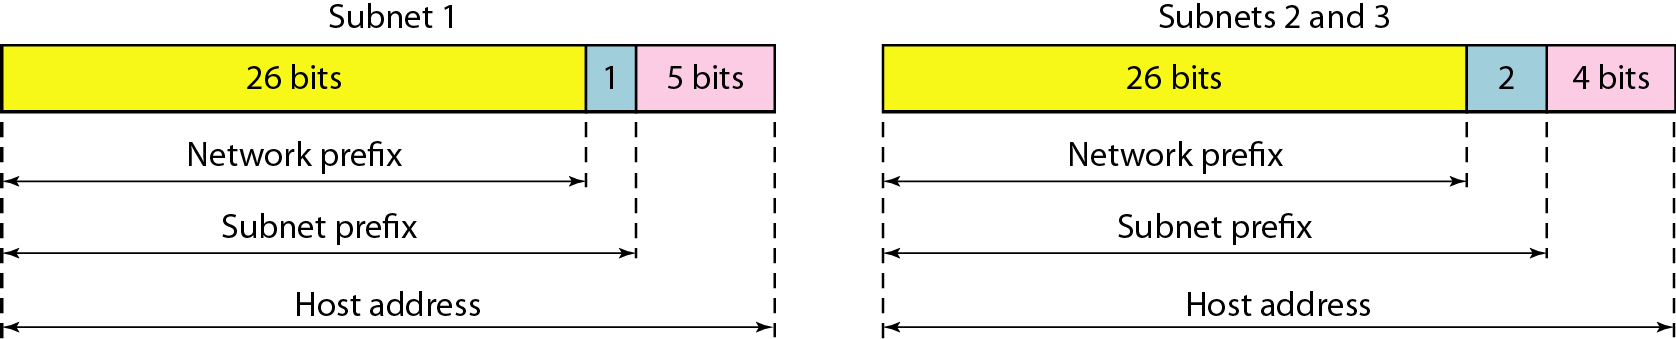 Subnet 1
26 bits 1 5 bits
Network prefix
Subnet prefix
Host address
Subnets 2 and 3
26 bits 2 4 bits
Network prefix
Subnet prefix
Host address